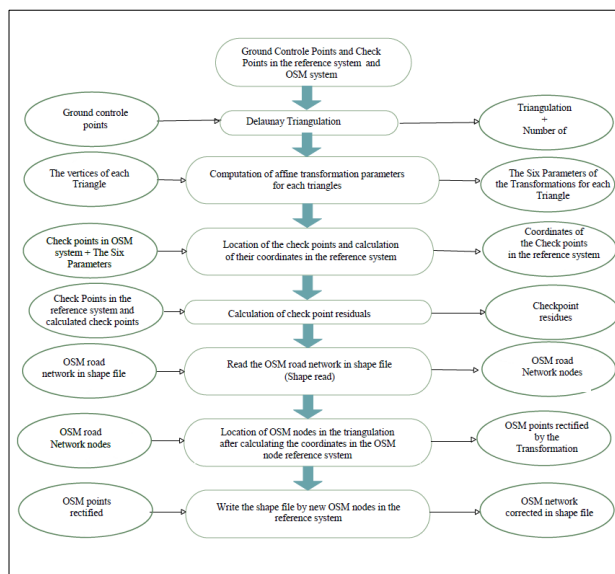 Ground Controle Points and Check
Points in the reference system and
OSM system
Ground controle
points
Delaunay Triangulation
Triangulation
+
Number of
The vertices of each
Triangle
Computation of affine transformation parameters
for each triangles
The Six Parameters of
the Transformations for each
Triangle
Check points in OSM
system + The Six
Parameters
Location of the check points and calculation
of their coordinates in the reference system
Coordinates of
the Check points
in the reference system
Check Points in the
reference system and
calculated check points
Calculation of check point residuals
Checkpoint
residues
OSM road
network in shape file
Read the OSM road network in shape file
(Shape read)
OSM road
Network nodes
OSM road
Network nodes
Location of OSM nodes in the triangulation
after calculating the coordinates in the OSM
node reference system
OSM points rectified
by the
Transformation
OSM points
rectified
Write the shape file by new OSM nodes in the
reference system
OSM network
corrected in shape file